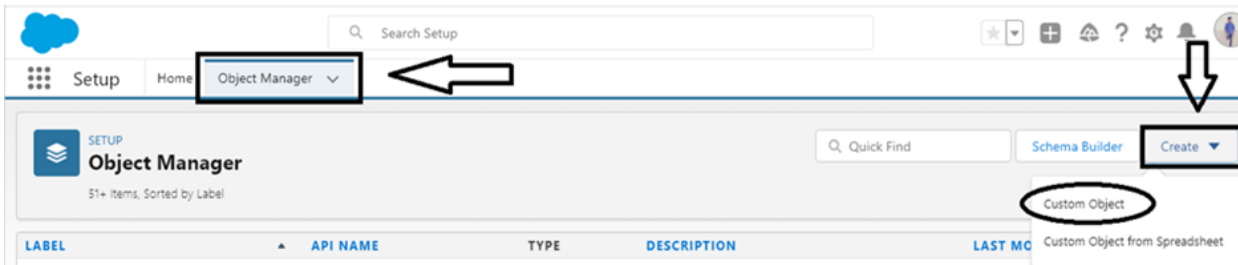 Search Setup
Setup Home Object Manager
SETUP
Object Manager
51+ Items, Sorted by Label
Quick Find Schema Builder Create
Custom Object
Custom Object from Spreadsheet
LABEL API NAME TYPE DESCRIPTION LAST MO